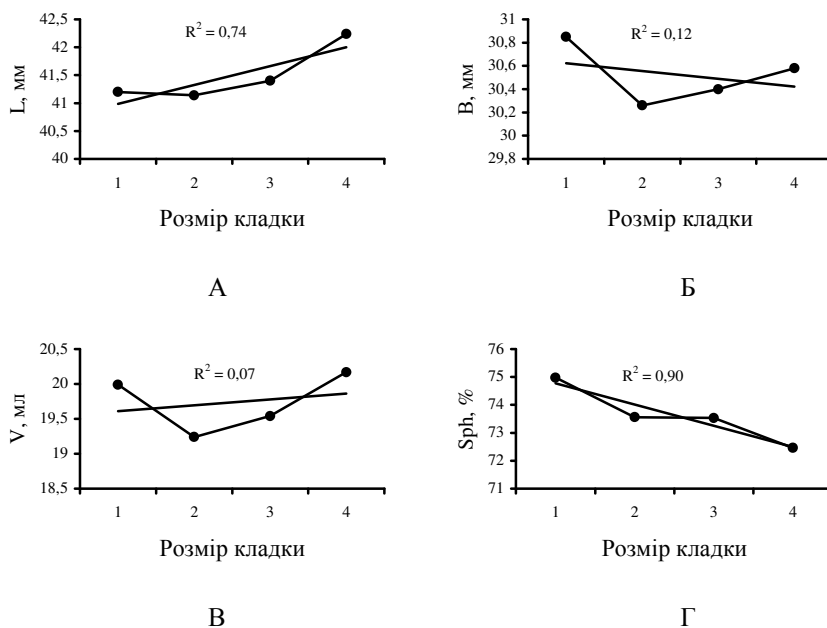 42,5
42
41,5
41
40,5
40
L, мм
R² = 0,74
1 2 3 4
Розмір кладки
А
31
30,8
30,6
30,4
30,2
30
29,8
B, мм
R² = 0,12
1 2 3 4
Розмір кладки
Б
20,5
20
19,5
19
18,5
V, мл
R² = 0,07
1 2 3 4
Розмір кладки
В
76
75
74
73
72
71
Sph, %
R² = 0,90
1 2 3 4
Розмір кладки
Г